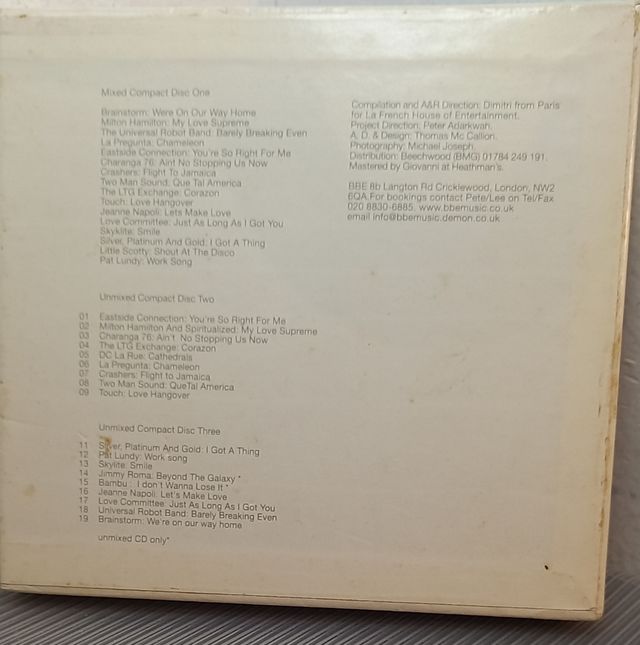 Mixed Compact Disc One
Brainstorm: Were On Our Way Home
Milton Hamilton: My Love Supreme
The Universal Robot Band: Barely Breaking Even
La Pregunta: Chameleon
Eastside Connection: You're So Right For Me
Charanga 76: Aint No Stopping Us Now
Crashers: Flight To Jamaica
Two Man Sound: Que Tal America
The LTG Exchange: Corazon
Touch: Love Hangover
Jeanne Napoli: Lets Make Love
Love Committee: Just As Long As I Got You
Skyklite: Smile
Silver, Platinum And Gold: I Got A Thing
Little Scotty: Shout At The Disco
Pat Lundy: Work Song
Unmixed Compact Disc Two
01 Eastside Connection: You're So Right For Me
02 Milton Hamilton And Spiritualized: My Love Supreme
03 Charanga 76: Ain't No Stopping Us Now
04 The LTG Exchange: Corazon
05 DC La Rue: Cathedrals
06 La Pregunta: Chameleon
07 Crashers: Flight to Jamaica
08 Two Man Sound: QueTal America
09 Touch: Love Hangover
Unmixed Compact Disc Three
11 Silver, Platinum And Gold: I Got A Thing
12 Pat Lundy: Work song
13 Skylite: Smile
14 Jimmy Roma: Beyond The Galaxy *
15 Bambu : I don't Wanna Lose It *
16 Jeanne Napoli: Let's Make Love
17 Love Committee: Just As Long As I Got You
18 Universal Robot Band: Barely Breaking Even
19 Brainstorm: We're on our way home
unmixed CD only*
Compilation and A&R Direction: Dimitri from Paris
for La French House of Entertainment.
Project Direction: Peter Adarkwah.
A. D. & Design: Thomas Mc Callion.
Photography: Michael Joseph.
Distribution: Beechwood (BMG) 01784 249 191.
Mastered by Giovanni at Heathman's.
BBE 8b Langton Rd Cricklewood, London, NW2
6QA.For bookings contact Pete/Lee on Tel/Fax
020 8830-6885. www.bbemusic.co.uk
email info@bbemusic.demon.co.uk